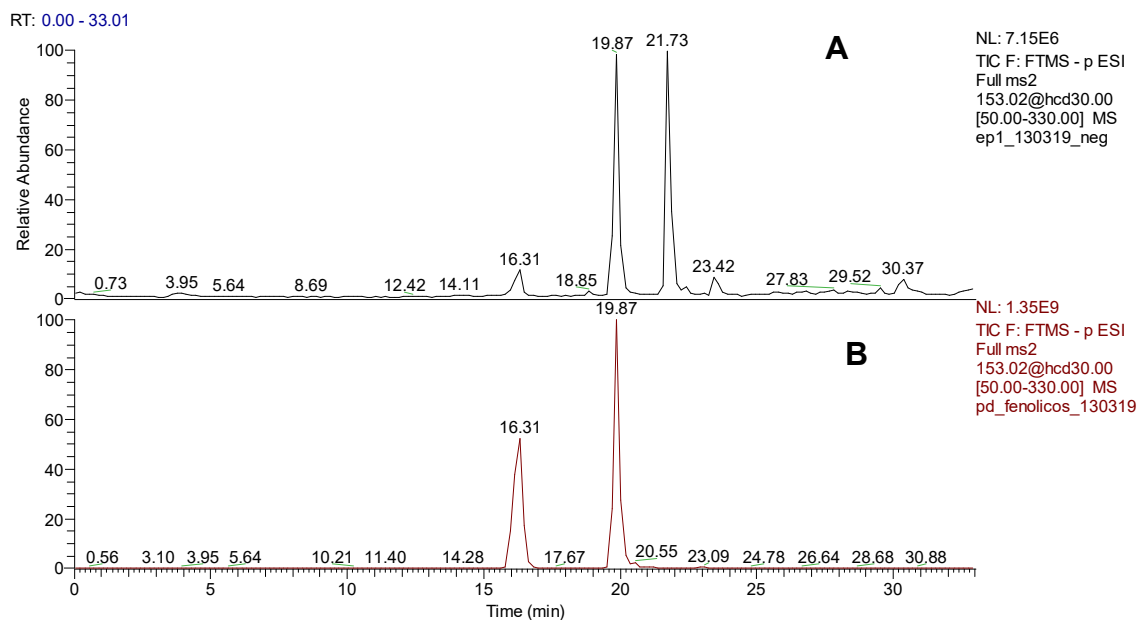 RT: 0.00 - 33.01
A
NL: 7.15E6
TIC F: FTMS - p ESI
Full ms2
153.02@hcd30.00
[50.00-330.00] MS
ep1_130319_neg
Relative Abundance
100
80
60
40
20
0
19.87
21.73
16.31
0.73
3.95
5.64
8.69
12.42
14.11
18.85
23.42
27.83
29.52
30.37
B
NL: 1.35E9
TIC F: FTMS - p ESI
Full ms2
153.02@hcd30.00
[50.00-330.00] MS
pd_fenolicos_130319
100
80
60
40
20
0
19.87
16.31
0.56
3.10
3.95
5.64
10.21
11.40
14.28
17.67
20.55
23.09
24.78
26.64
28.68
30.88
0
5
10
15
20
25
30
Time (min)